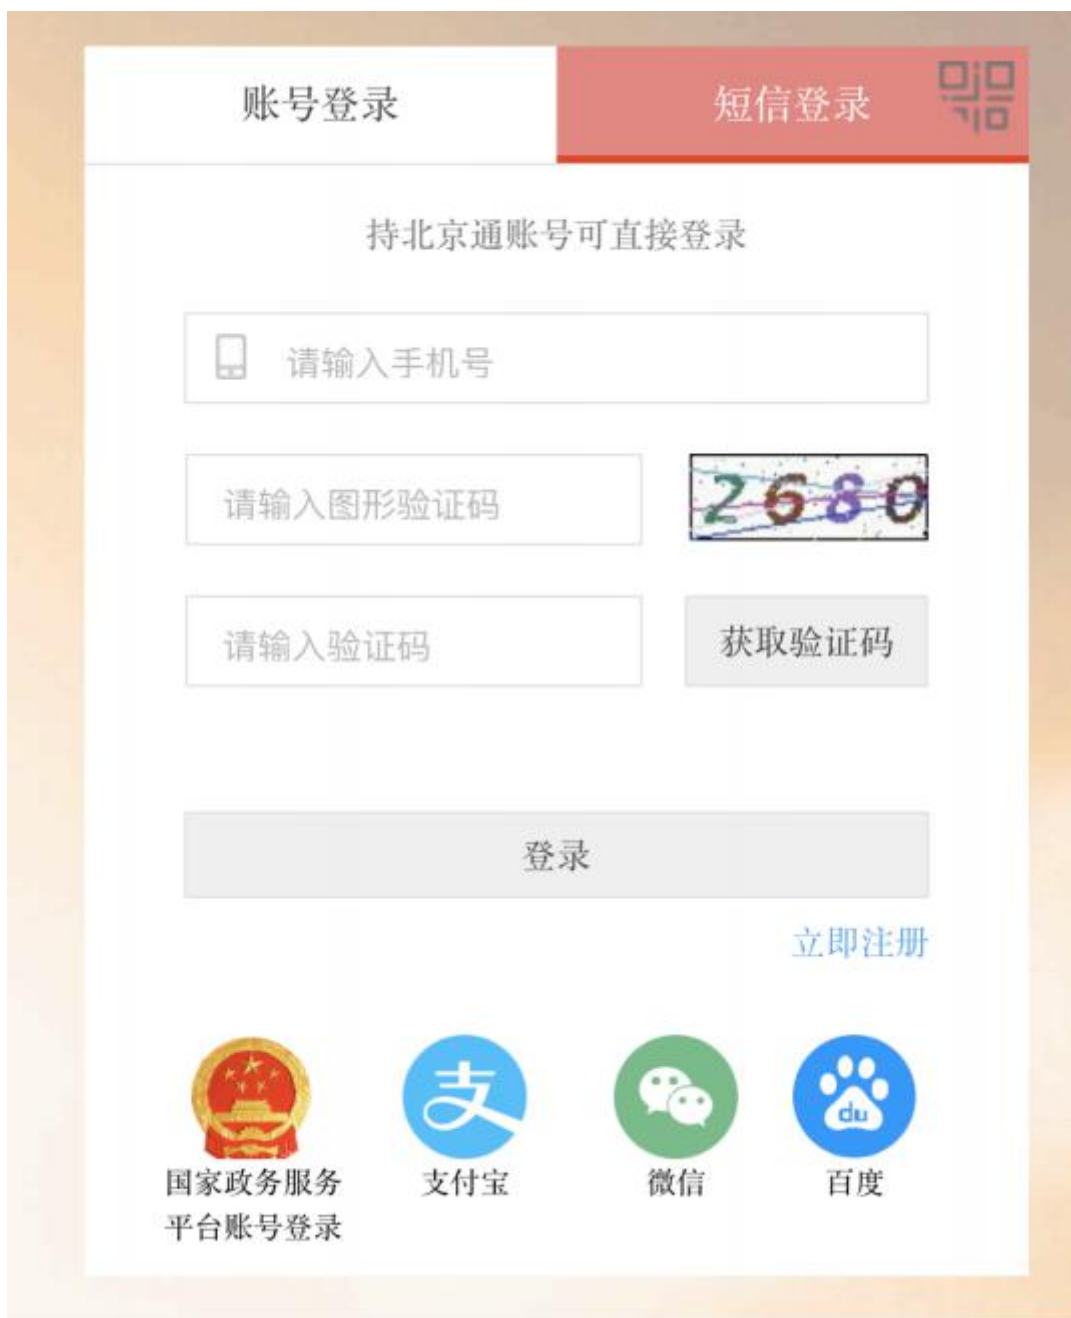 账号登录
短信登录
持北京通账号可直接登录
请输入手机号
请输入图形验证码
2680
请输入验证码
获取验证码
登录
立即注册
支
du
国家政务服务
平台账号登录
支付宝
微信
百度